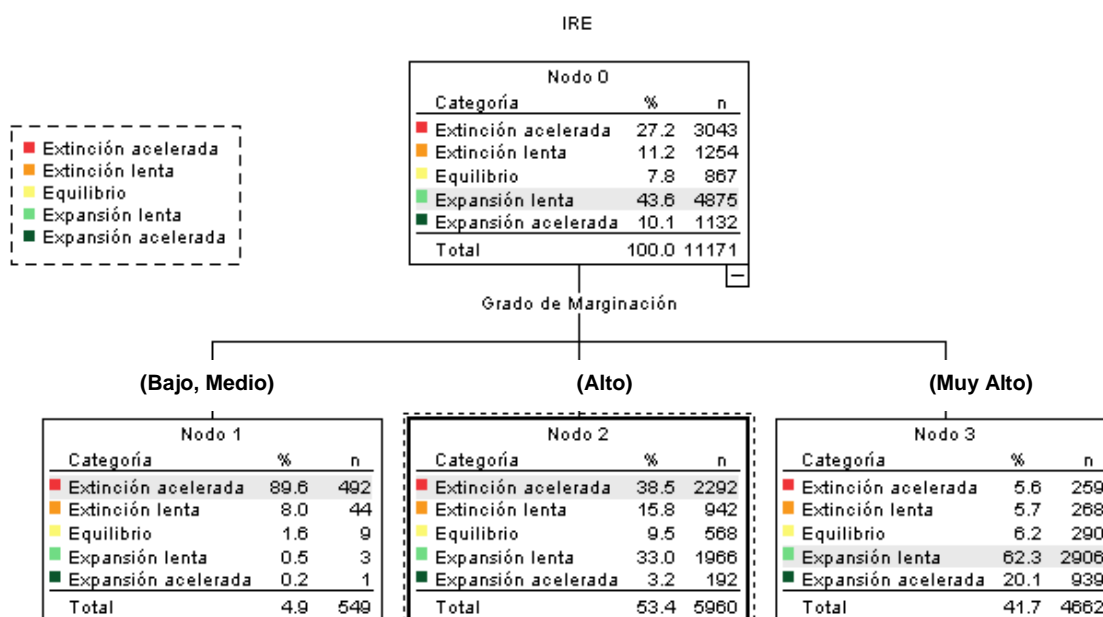 IRE
Nodo 0
Categoría % n
Extinción acelerada 27.2 3043
Extinción lenta 11.2 1254
Equilibrio 7.8 867
Expansión lenta 43.6 4875
Expansión acelerada 10.1 1132
Total 100.0 11171
Extinción acelerada
Extinción lenta
Equilibrio
Expansión lenta
Expansión acelerada
Grado de Marginación
(Bajo, Medio)
(Alto)
(Muy Alto)
Nodo 1
Categoría % n
Extinción acelerada 89.6 492
Extinción lenta 8.0 44
Equilibrio 1.6 9
Expansión lenta 0.5 3
Expansión acelerada 0.2 1
Total 4.9 549
Nodo 2
Categoría % n
Extinción acelerada 38.5 2292
Extinción lenta 15.8 942
Equilibrio 9.5 568
Expansión lenta 33.0 1966
Expansión acelerada 3.2 192
Total 53.4 5960
Nodo 3
Categoría % n
Extinción acelerada 5.6 259
Extinción lenta 5.7 268
Equilibrio 6.2 290
Expansión lenta 62.3 2906
Expansión acelerada 20.1 939
Total 41.7 4662